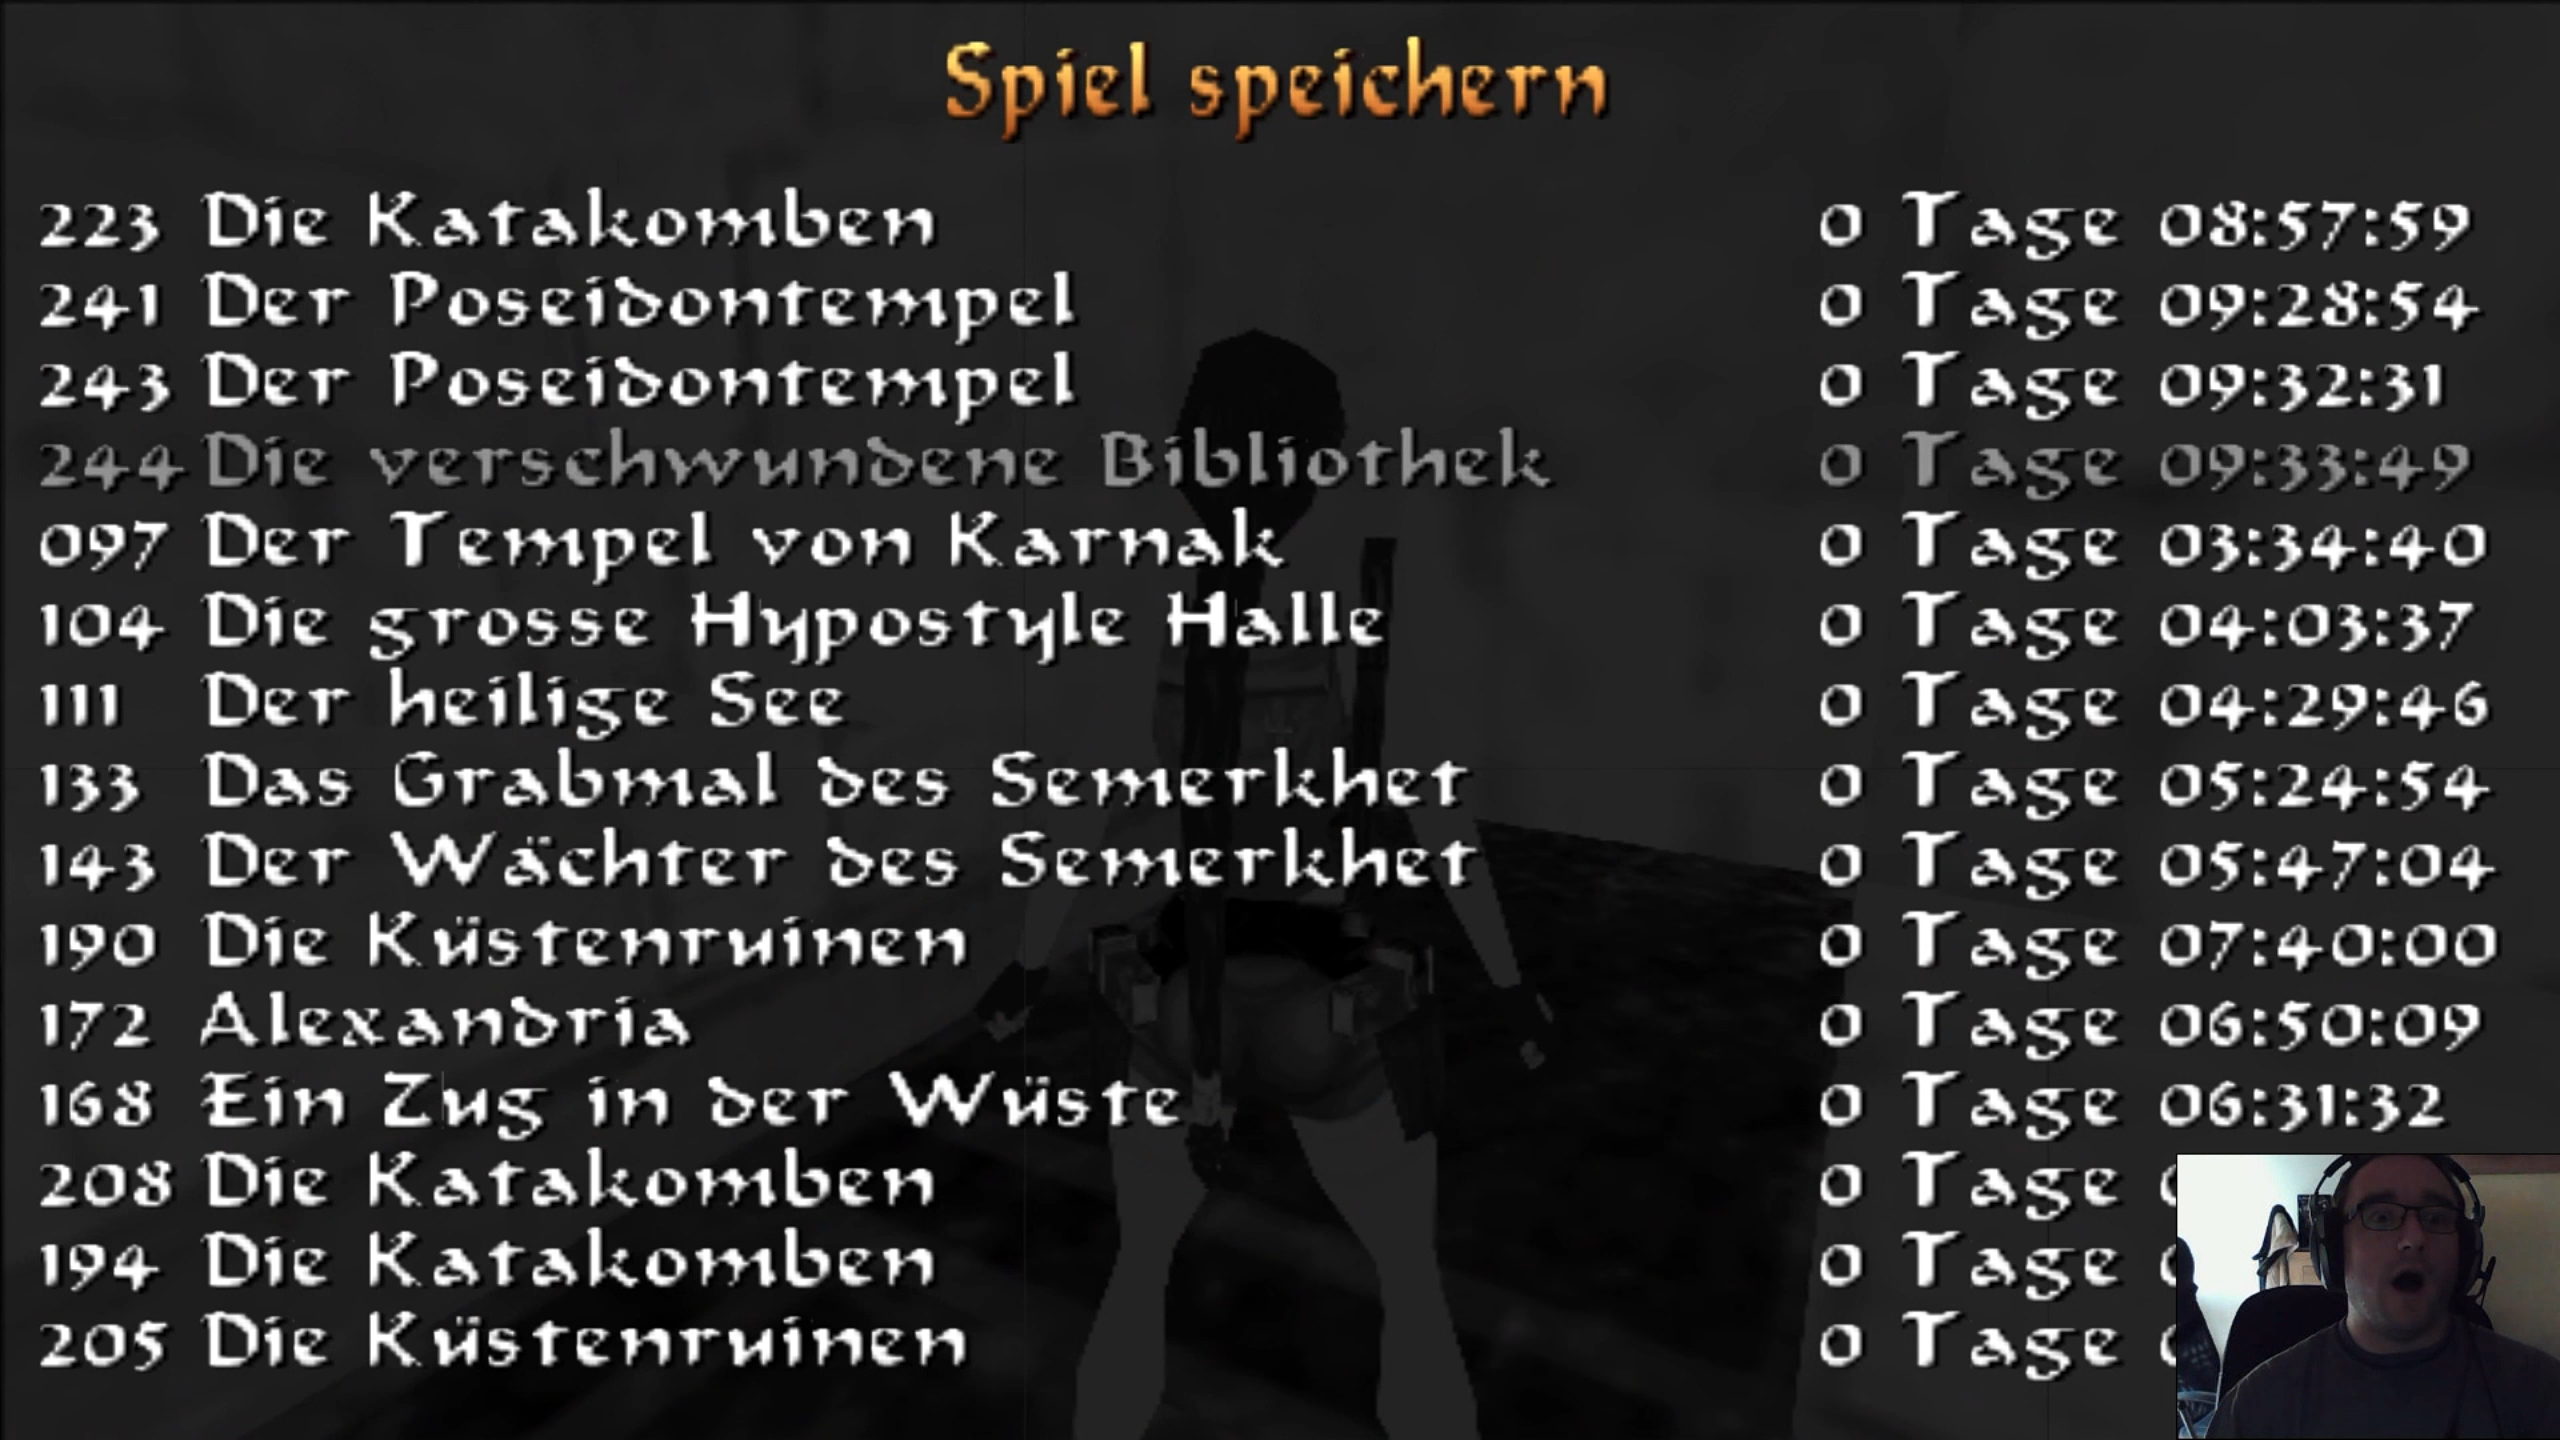 Spiel speichern
223 Die Katakomben 0 Tage 08:57:59
241 Der Poseidontempel 0 Tage 09:28:54
243 Der Poseidontempel 0 Tage 09:32:31
244 Die verschwundene Bibliothek 0 Tage 09:33:49
097 Der Tempel von Karnak 0 Tage 03:34:40
104 Die grosse Hypostyle Halle 0 Tage 04:03:37
111 Der heilige See 0 Tage 04:29:46
133 Das Grabmal des Semerkhet 0 Tage 05:24:54
143 Der Wächter des Semerkhet 0 Tage 05:47:04
190 Die Küstenruinen 0 Tage 07:40:00
172 Alexandria 0 Tage 06:50:09
168 Ein Zug in der Wüste 0 Tage 06:31:32
208 Die Katakomben 0 Tage
194 Die Katakomben 0 Tage
205 Die Küstenruinen 0 Tage